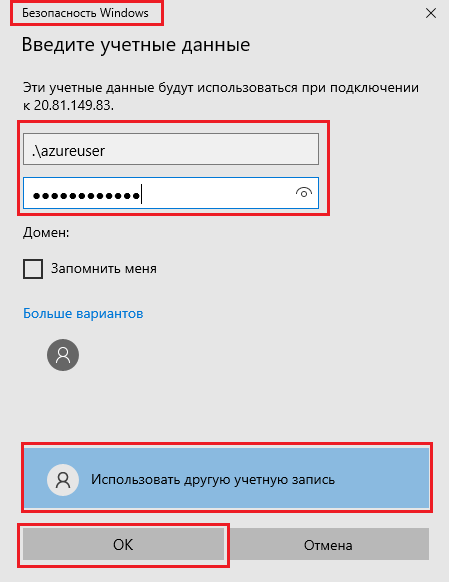 Безопасность Windows
Введите учетные данные
Эти учетные данные будут использоваться при подключении
к 20.81.149.83.
.\azureuser
●●●●●●●●●●●●
Домен:
Запомнить меня
Больше вариантов
Использовать другую учетную запись
ОК
Отмена